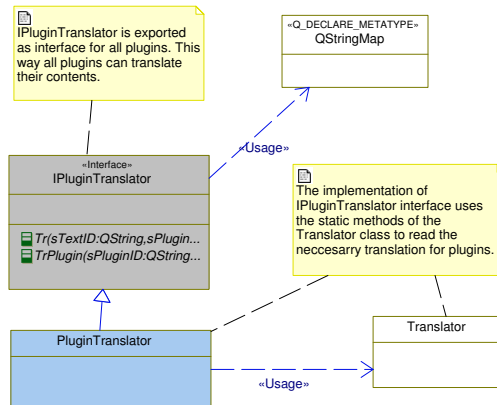 IPluginTranslator is exported
as interface for all plugins. This
way all plugins can translate
their contents.
«Q_DECLARE_METATYPE»
QStringMap
«Usage»
«Interface»
IPluginTranslator
Tr(sTextID:QString,sPlugin...
TrPlugin(sPluginID:QString...
The implementation of
IPluginTranslator interface uses
the static methods of the
Translator class to read the
neccesarry translation for plugins.
PluginTranslator
Translator
«Usage»